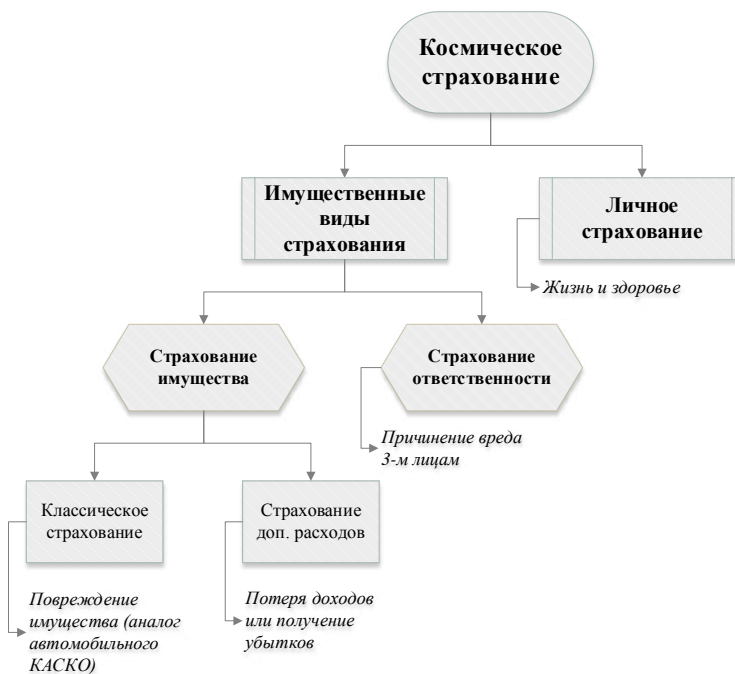 Космическое
страхование
Имущественные
виды
страхования
Личное
страхование
Жизнь и здоровье
Страхование
имущества
Страхование
ответственности
Причинение вреда
3-м лицам
Классическое
страхование
Страхование
доп. расходов
Повреждение
имущества (аналог
автомобильного
КАСКО)
Потеря доходов
или получение
убытков